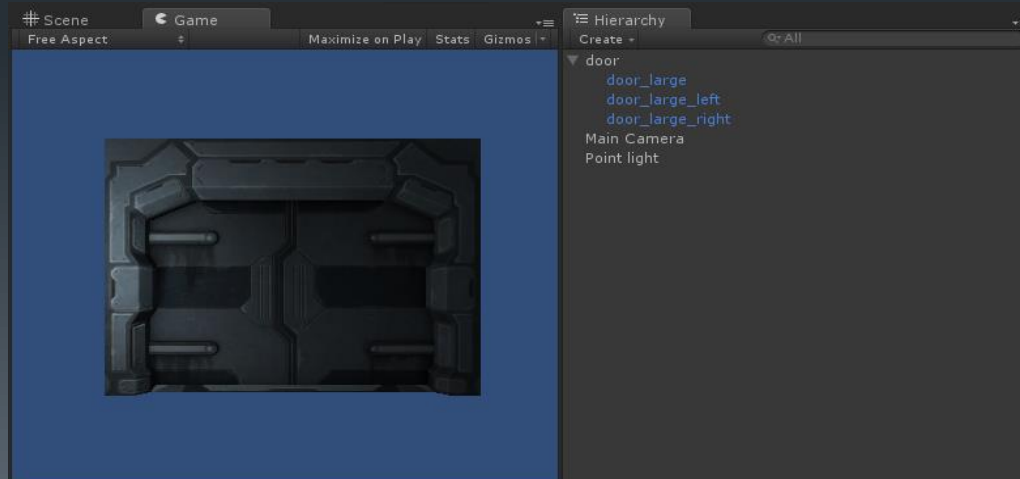 Scene Game
Free Aspect Maximize on Play Stats Gizmos
Hierarchy
Create All
door
door_large
door_large_left
door_large_right
Main Camera
Point light